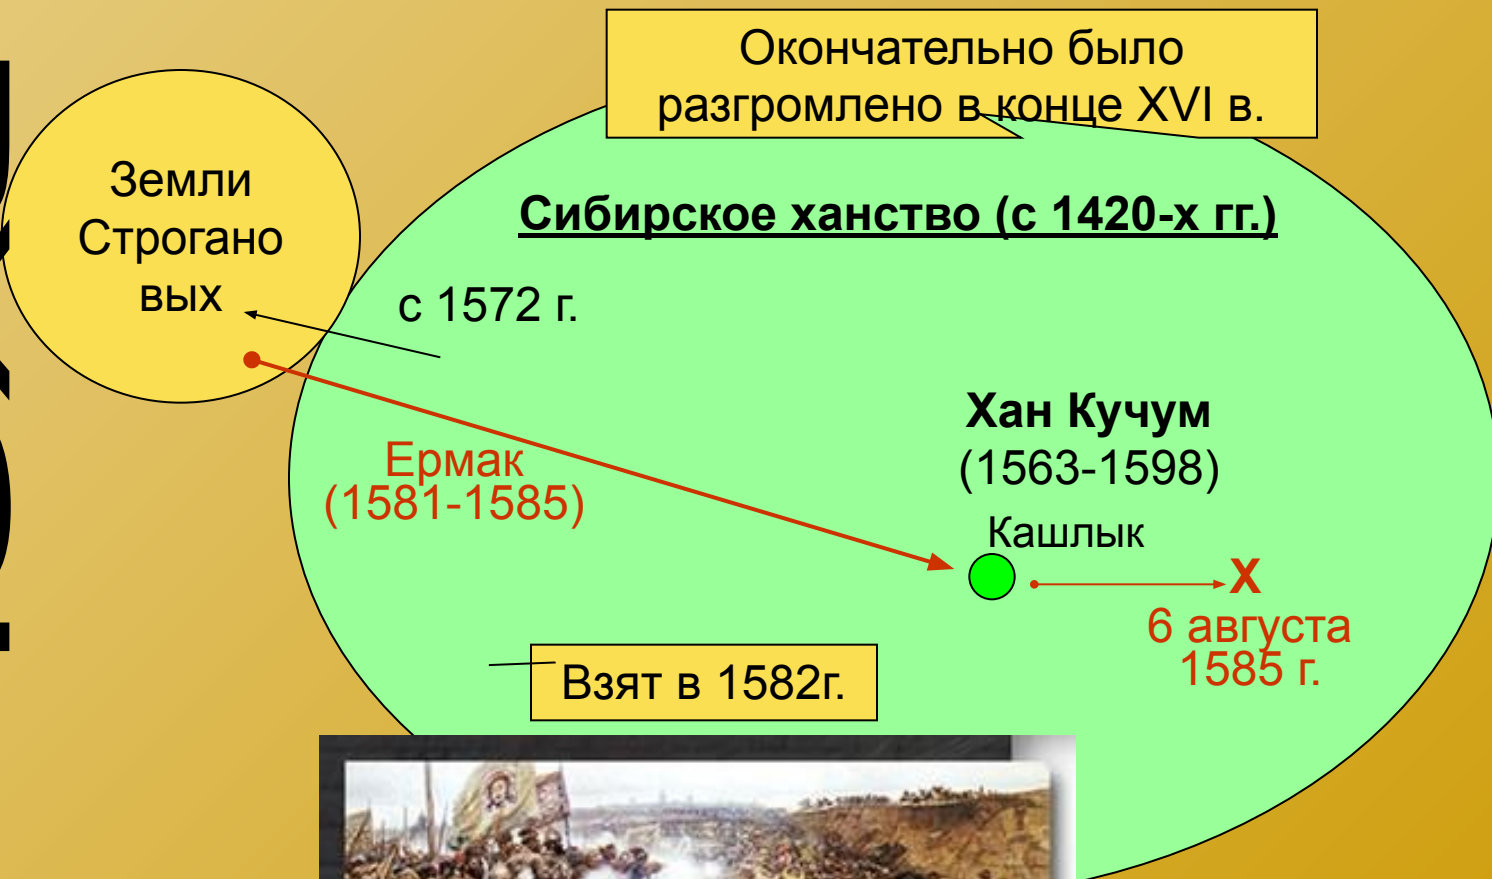 Окончательно было
разгромлено в конце XVI в.
Земли
Строгано
вых
Сибирское ханство (с 1420-х гг.)
с 1572 г.
Ермак
(1581-1585)
Хан Кучум
(1563-1598)
Кашлык
X
6 августа
1585 г.
Взят в 1582г.